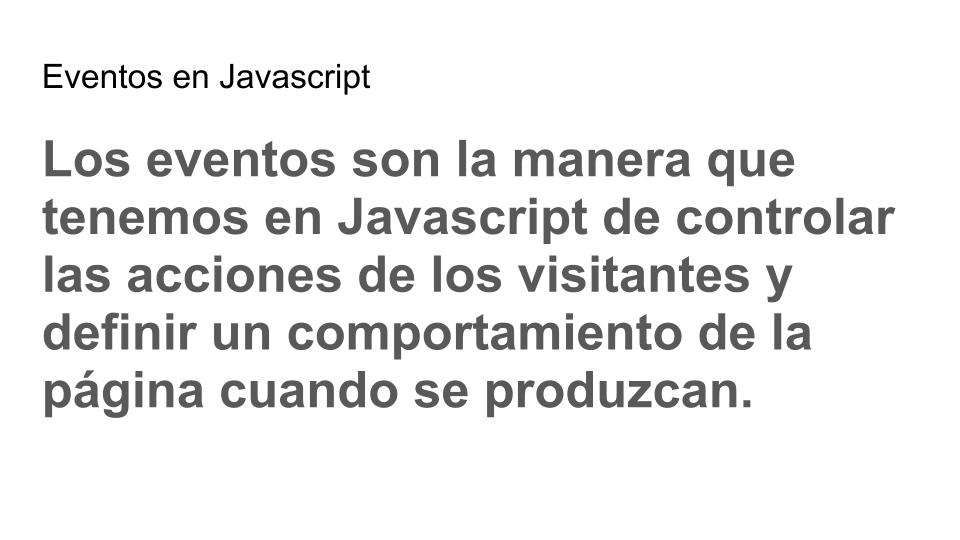 Eventos en Javascript
Los eventos son la manera que
tenemos en Javascript de controlar
las acciones de los visitantes y
definir un comportamiento de la
página cuando se produzcan.